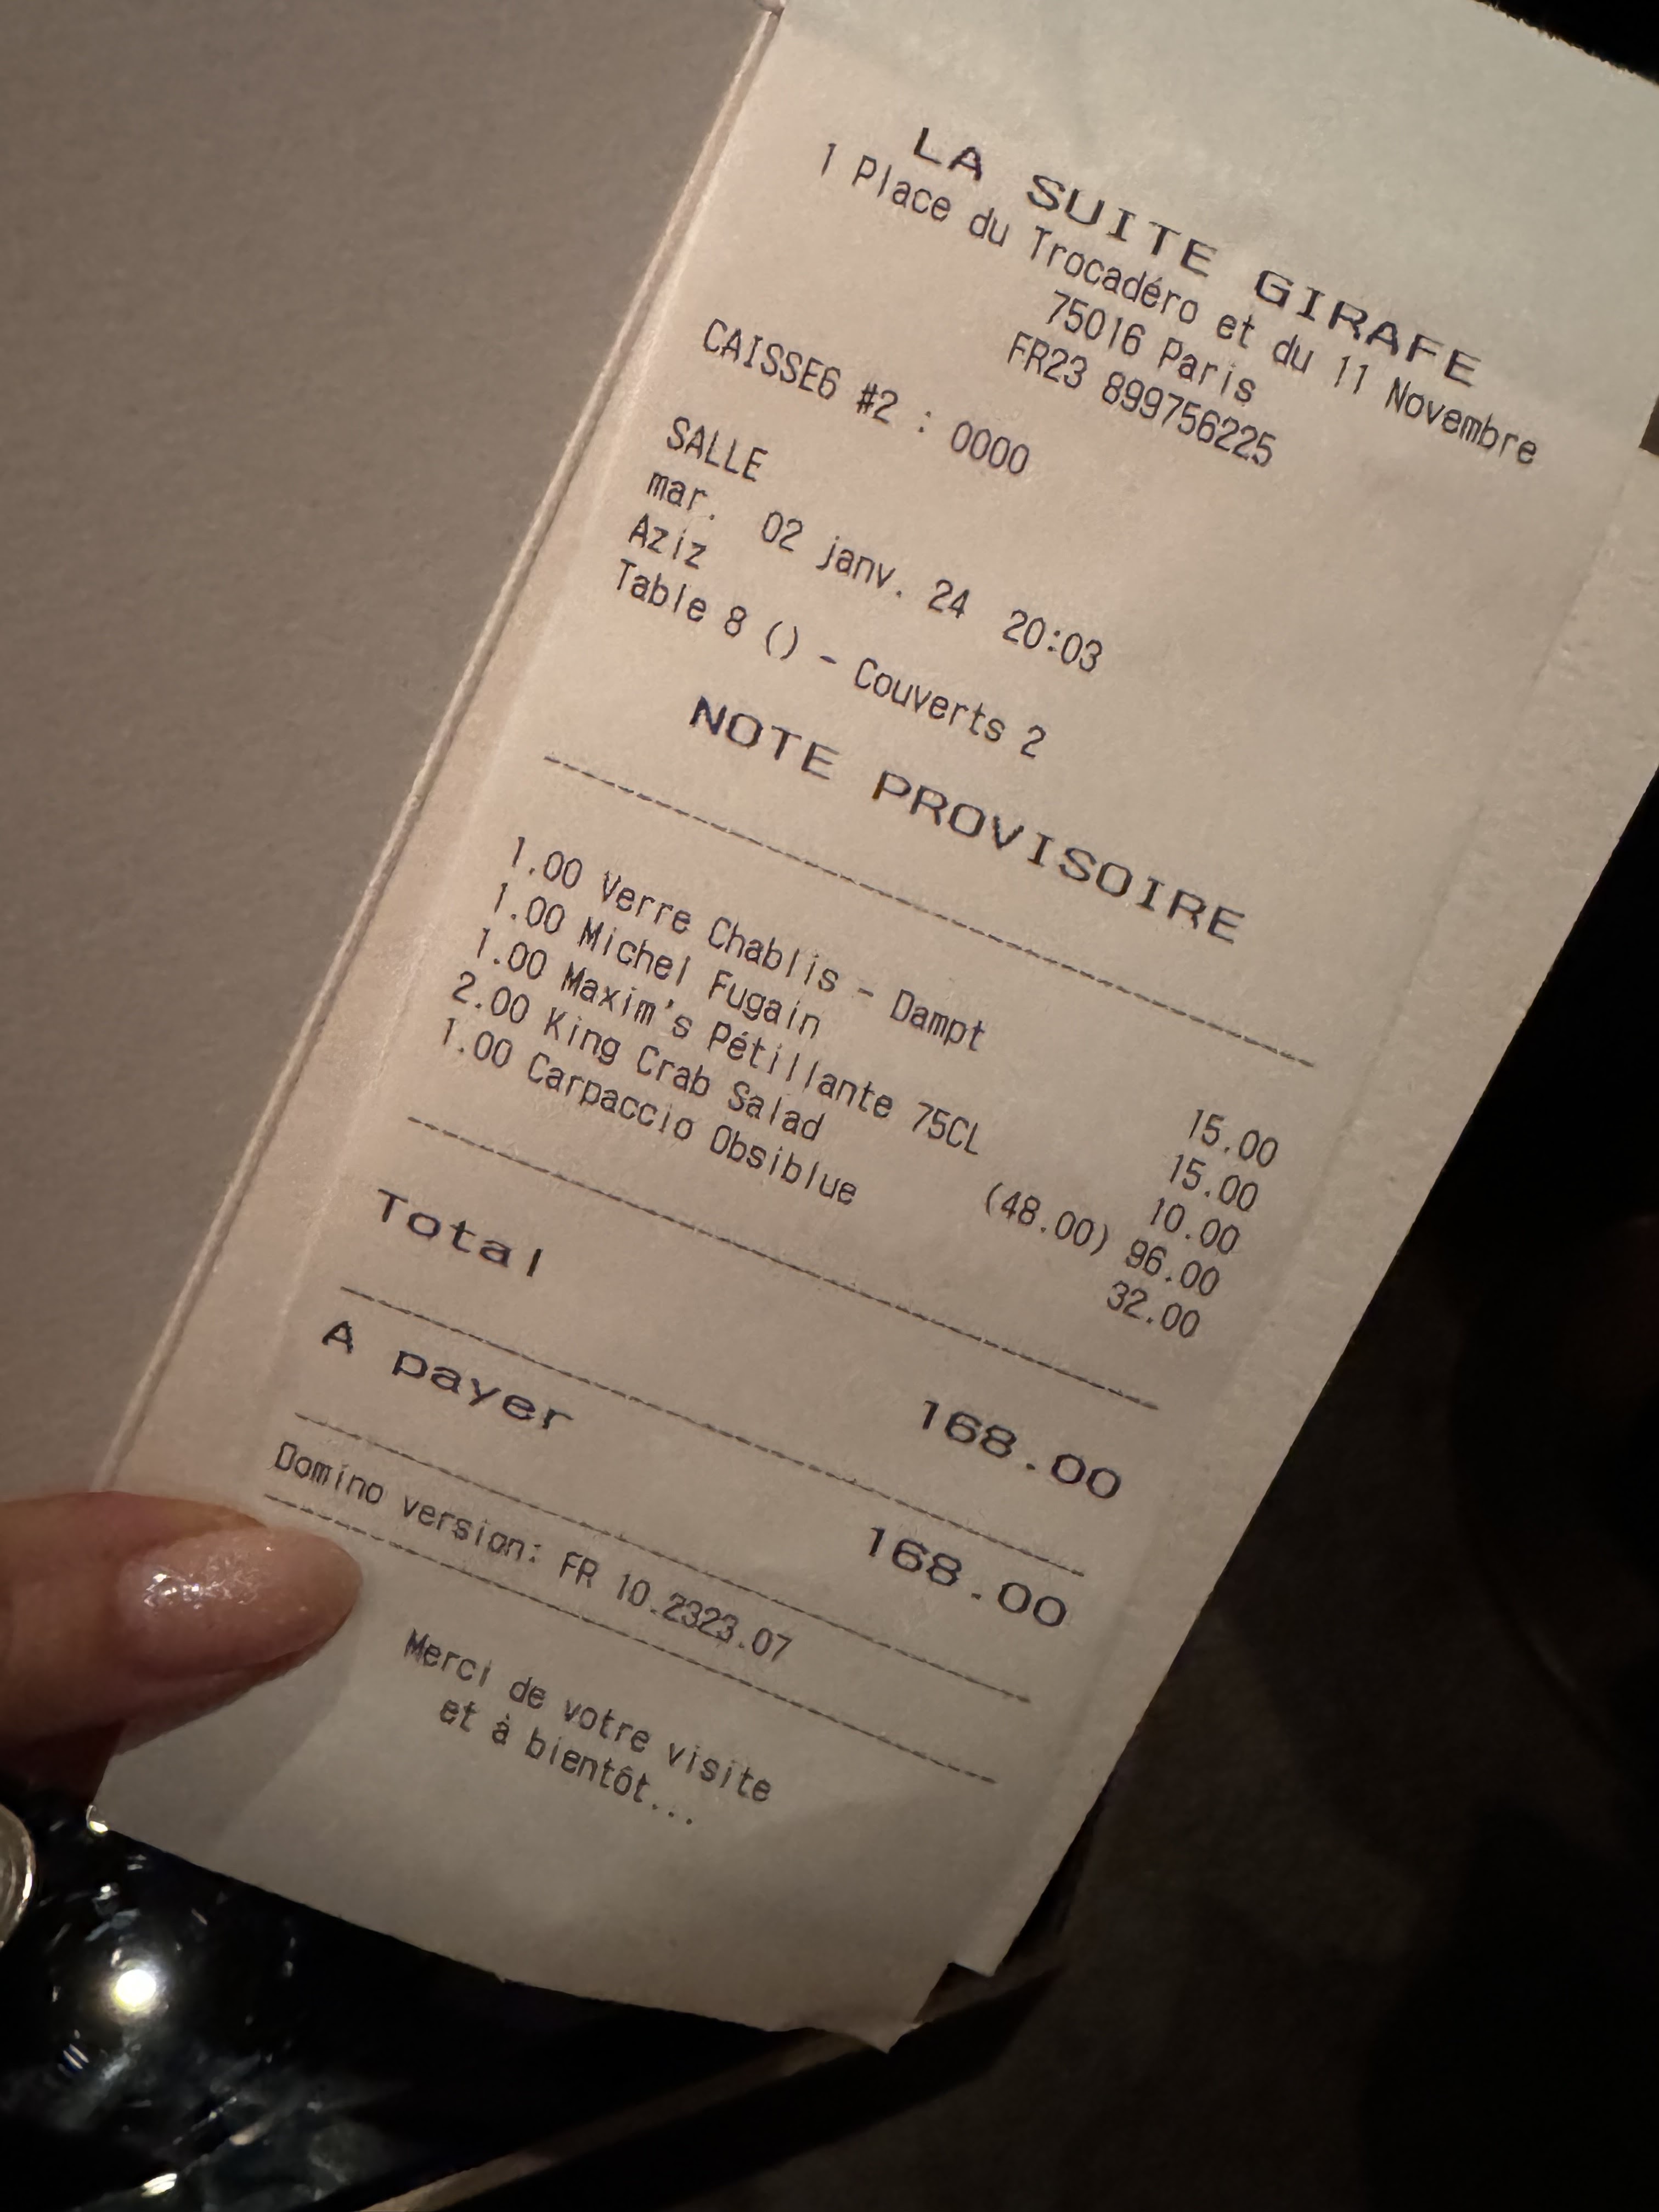 LA SUITE GIRAFE
1 Place du Trocadéro et du 11 Novembre
75016 Paris
FR23 899756225
CAISSE6 #2 : 0000
SALLE
mar. 02 janv. 24 20:03
Aziz
Table 8 () - Couverts 2
NOTE PROVISOIRE
1.00 Verre Chablis - Dampt 15.00
1.00 Michel Fugain 15.00
1.00 Maxim's Pétillante 75CL 10.00
2.00 King Crab Salad (48.00) 96.00
1.00 Carpaccio Obsiblue 32.00
Total 168.00
A payer 168.00
Domino version: FR 10.2323.07
Merci de votre visite
et à bientôt...